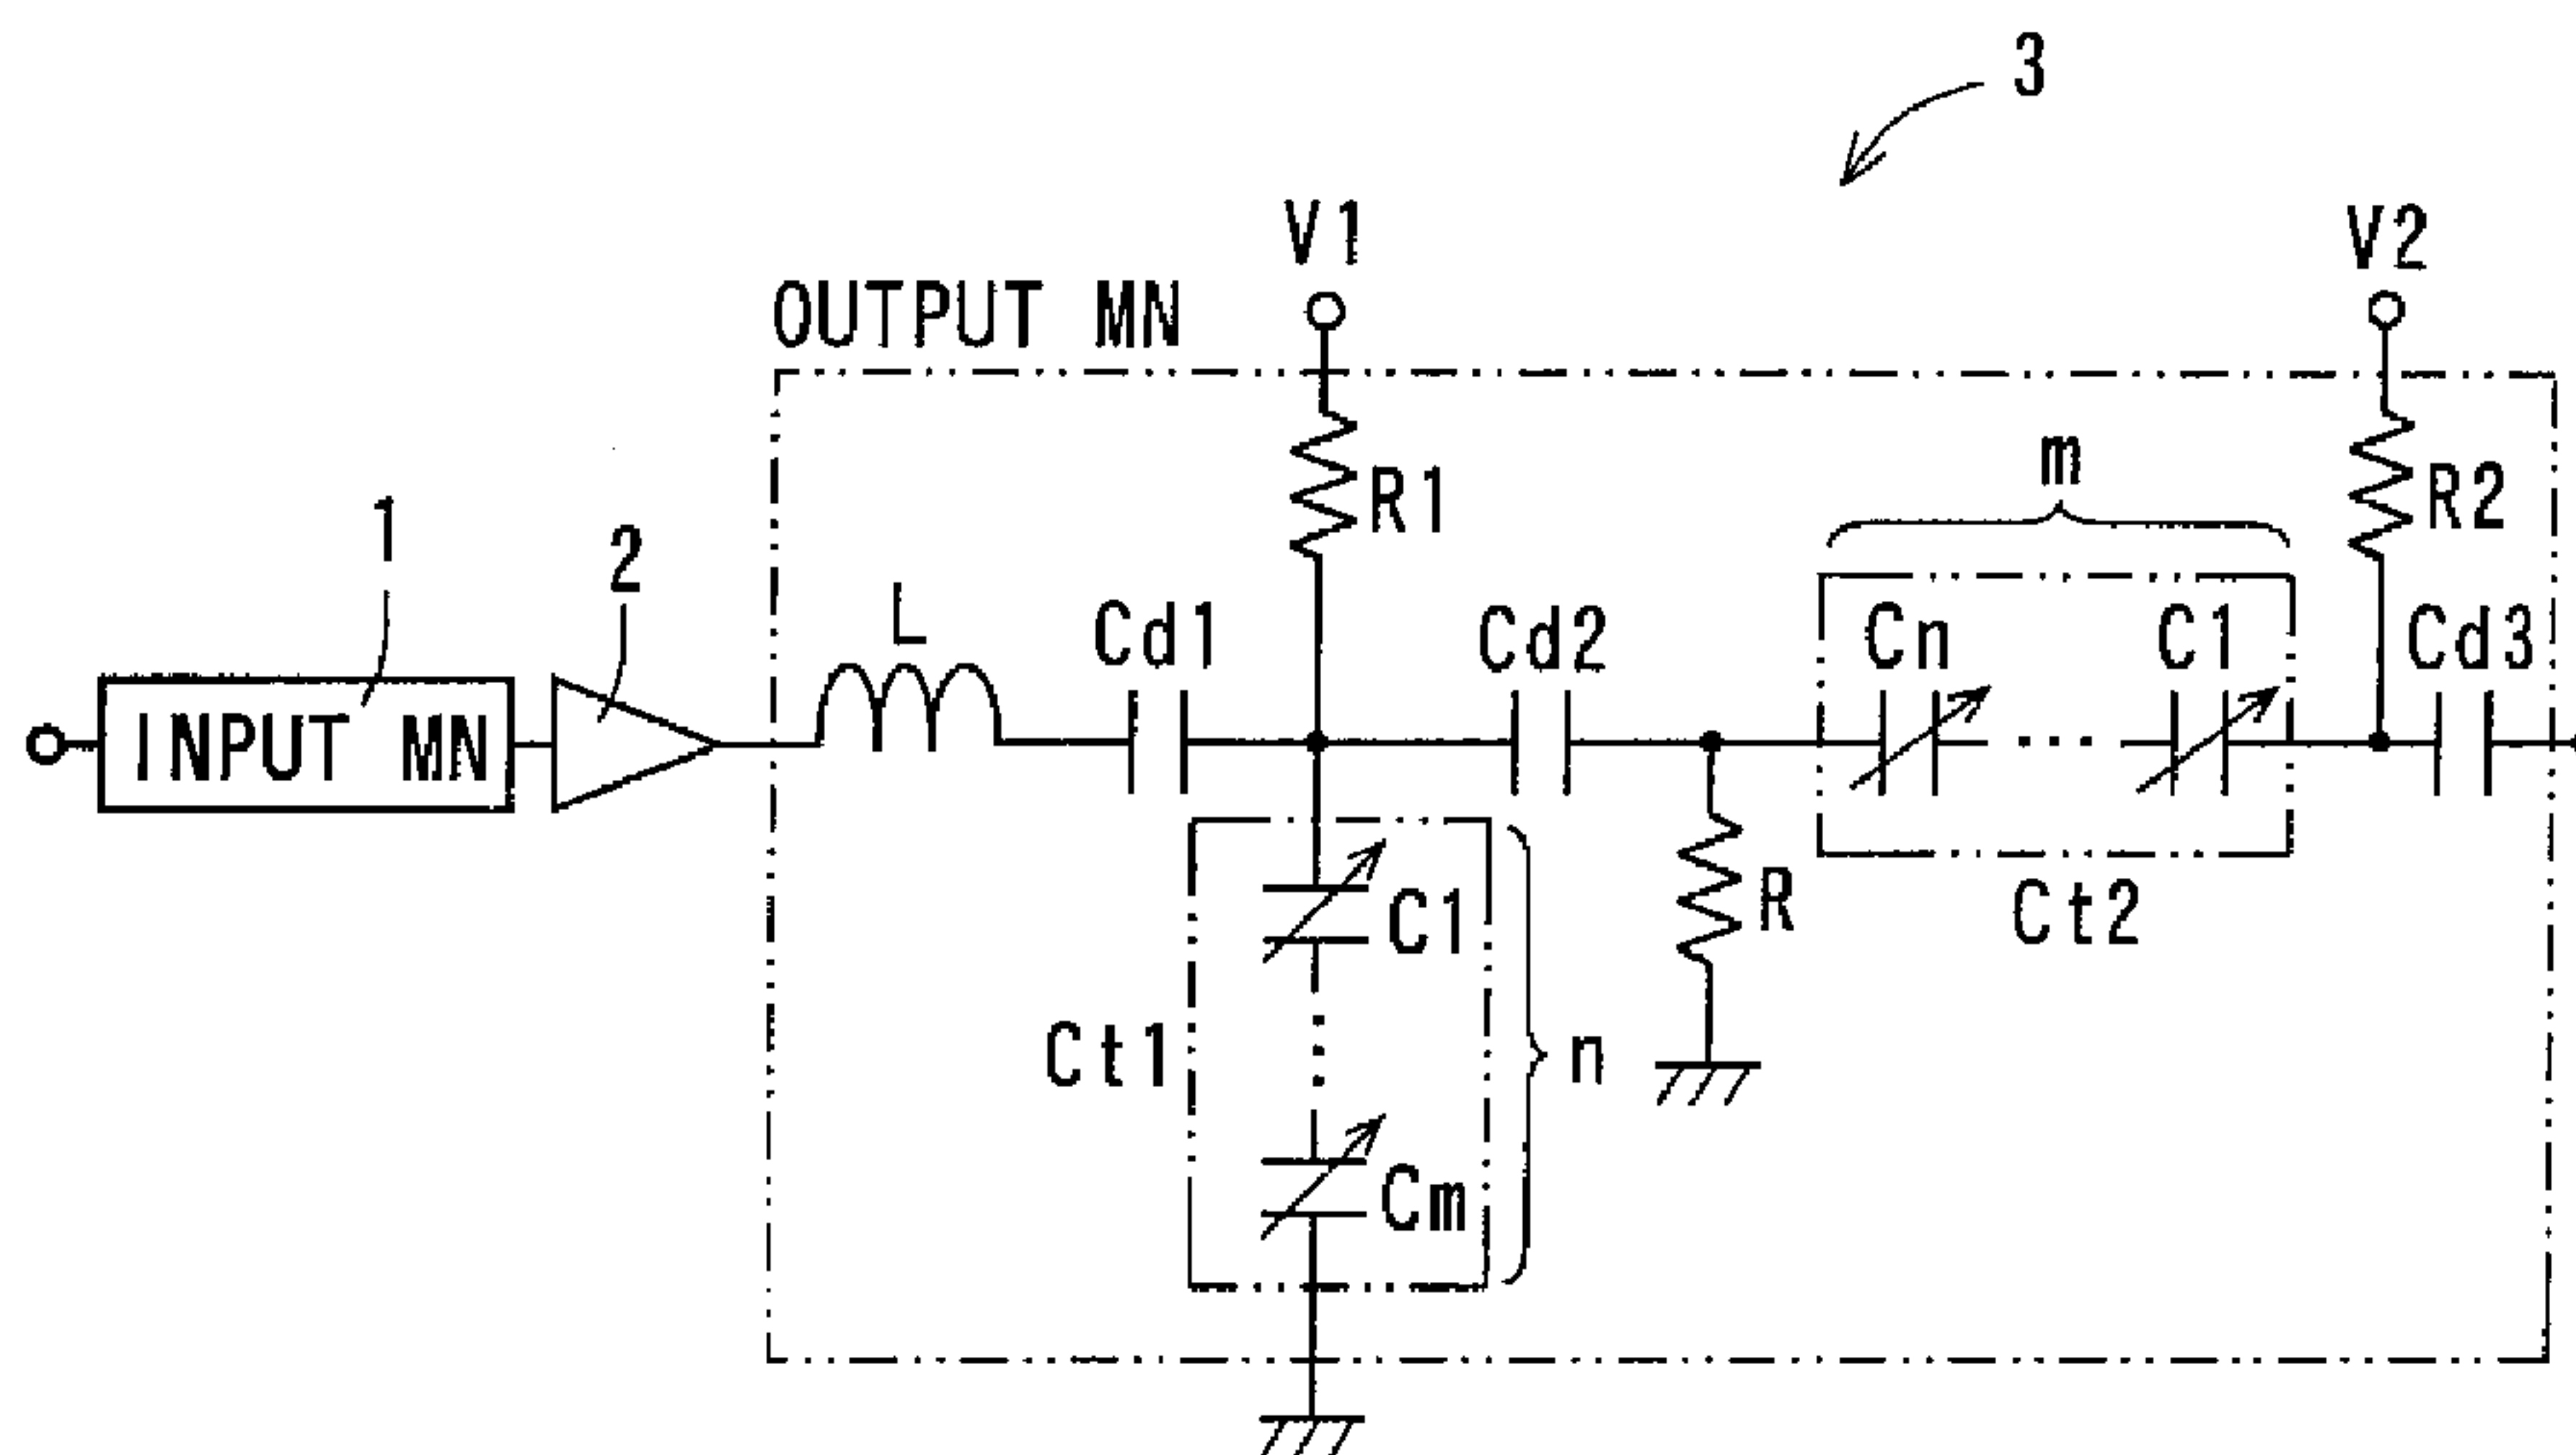 3
V1
V2
OUTPUT MN
m
R1
R2
1
2
L
Cd1
Cd2
Cn
C1
Cd3
INPUT MN
C1
R
Ct2
Ct1
n
Cm